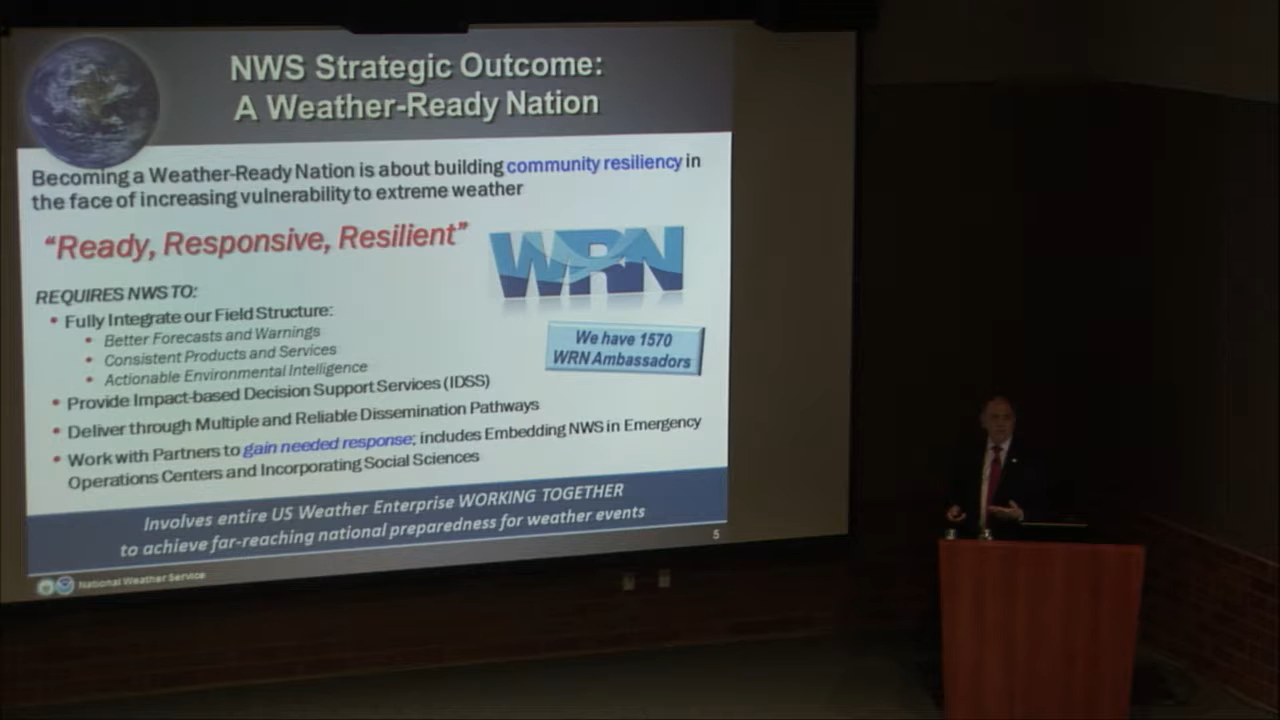 NWS Strategic Outcome:
A Weather-Ready Nation
Becoming a Weather-Ready Nation is about building community resiliency in
the face of increasing vulnerability to extreme weather
“Ready, Responsive, Resilient”
WRN
REQUIRES NWS TO:
• Fully Integrate our Field Structure:
• Better Forecasts and Warnings
• Consistent Products and Services
• Actionable Environmental Intelligence
We have 1570
WRN Ambassadors
• Provide Impact-based Decision Support Services (IDSS)
• Deliver through Multiple and Reliable Dissemination Pathways
• Work with Partners to gain needed response; includes Embedding NWS in Emergency
Operations Centers and Incorporating Social Sciences
Involves entire US Weather Enterprise WORKING TOGETHER
to achieve far-reaching national preparedness for weather events
5
National Weather Service